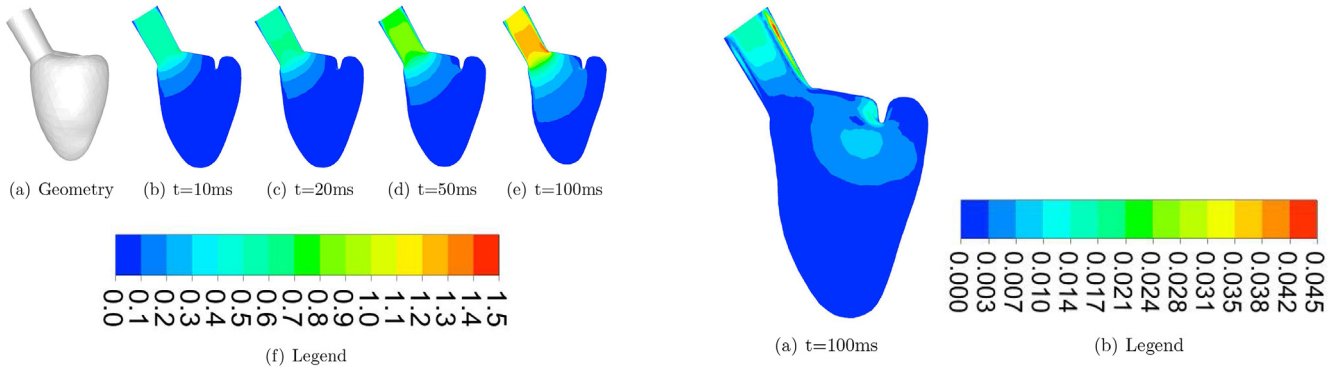 (a) Geometry
(b) t=10ms
(c) t=20ms
(d) t=50ms
(e) t=100ms
0.0 0.1 0.2 0.3 0.5 0.6 0.7 0.8 0.9 1.0 1.1 1.2 1.3 1.4 1.5
(f) Legend
(a) t=100ms
0.000 0.003 0.007 0.010 0.014 0.017 0.021 0.024 0.028 0.031 0.035 0.038 0.042 0.045
(b) Legend